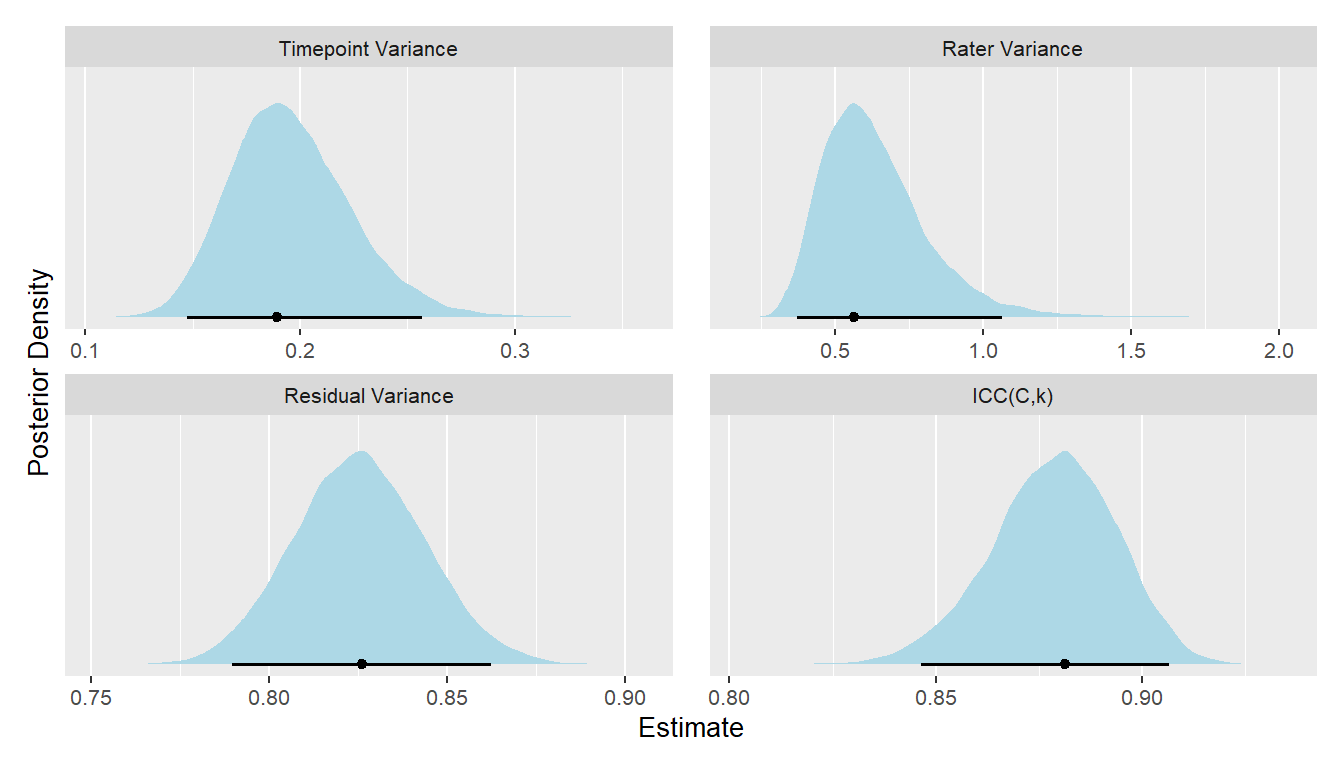 Timepoint Variance
Rater Variance
0.1 0.2 0.3
0.5 1.0 1.5 2.0
Residual Variance
ICC(C,k)
0.75 0.80 0.85 0.90
0.80 0.85 0.90
Posterior Density
Estimate